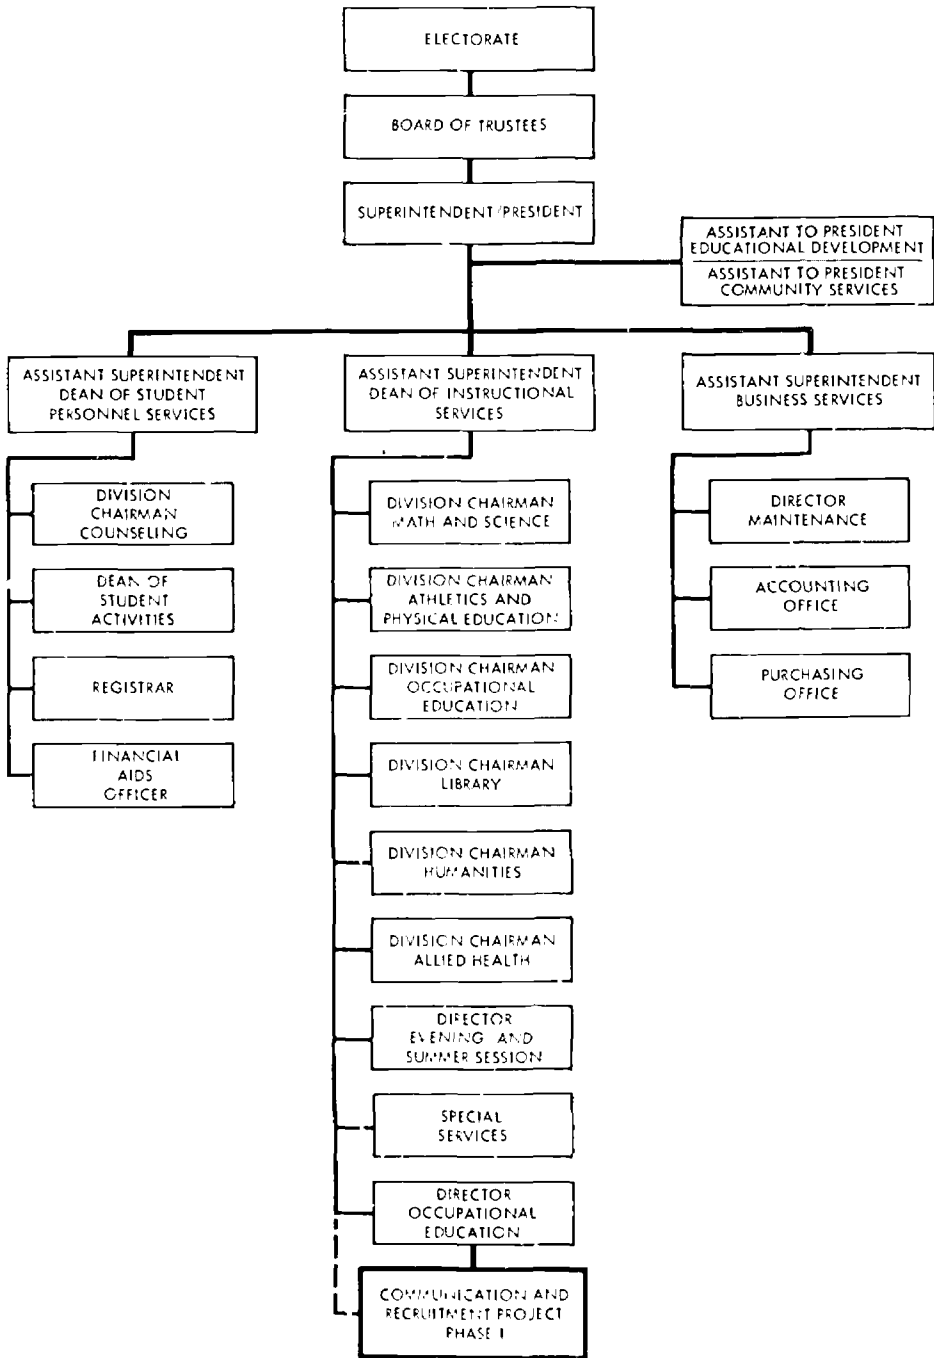 ELECTORATE
BOARD OF TRUSTEES
SUPERINTENDENT/PRESIDENT
ASSISTANT TO PRESIDENT
EDUCATIONAL DEVELOPMENT
ASSISTANT TO PRESIDENT
COMMUNITY SERVICES
ASSISTANT SUPERINTENDENT
DEAN OF STUDENT
PERSONNEL SERVICES
DIVISION
CHAIRMAN
COUNSELING
DEAN OF
STUDENT
ACTIVITIES
REGISTRAR
FINANCIAL
AIDS
OFFICER
ASSISTANT SUPERINTENDENT
DEAN OF INSTRUCTIONAL
SERVICES
DIVISION CHAIRMAN
MATH AND SCIENCE
DIVISION CHAIRMAN
ATHLETICS AND
PHYSICAL EDUCATION
DIVISION CHAIRMAN
OCCUPATIONAL
EDUCATION
DIVISION CHAIRMAN
LIBRARY
DIVISION CHAIRMAN
HUMANITIES
DIVISION CHAIRMAN
ALLIED HEALTH
DIRECTOR
EVENING AND
SUMMER SESSION
SPECIAL
SERVICES
DIRECTOR
OCCUPATIONAL
EDUCATION
COMMUNICATION AND
RECRUITMENT PROJECT
PHASE
ASSISTANT SUPERINTENDENT
BUSINESS SERVICES
DIRECTOR
MAINTENANCE
ACCOUNTING
OFFICE
PURCHASING
OFFICE